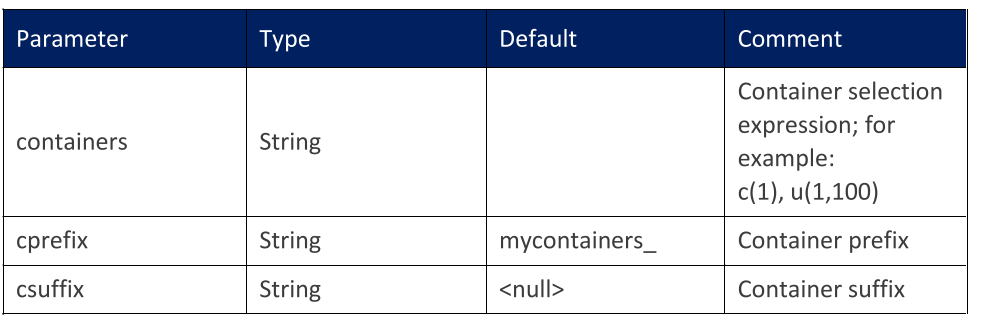 Parameter Type Default Comment
containers String Container selection
expression; for
example:
c(1), u(1,100)
cprefix String mycontainers_ Container prefix
csuffix String <null> Container suffix